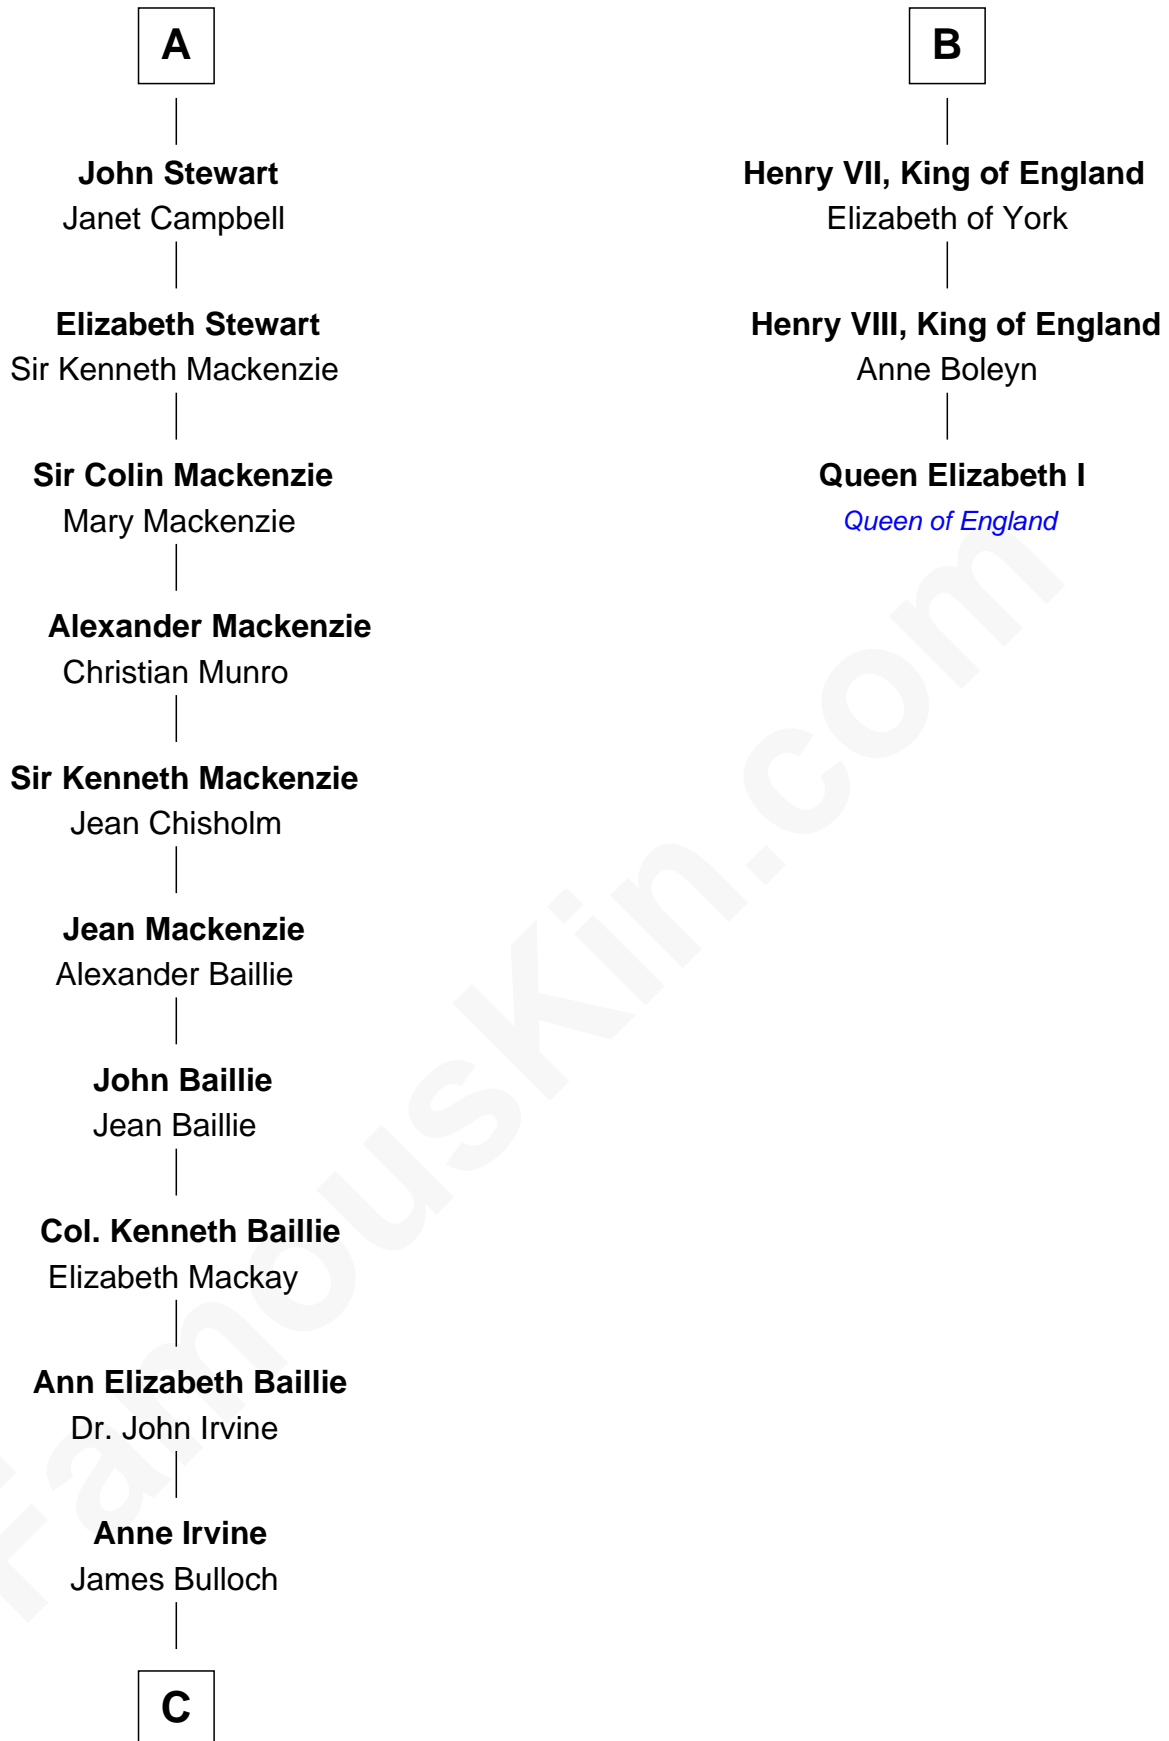 A
John Stewart
Janet Campbell
Elizabeth Stewart
Sir Kenneth Mackenzie
Sir Colin Mackenzie
Mary Mackenzie
Alexander Mackenzie
Christian Munro
Sir Kenneth Mackenzie
Jean Chisholm
Jean Mackenzie
Alexander Baillie
John Baillie
Jean Baillie
Col. Kenneth Baillie
Elizabeth Mackay
Ann Elizabeth Baillie
Dr. John Irvine
Anne Irvine
James Bulloch
C
B
Henry VII, King of England
Elizabeth of York
Henry VIII, King of England
Anne Boleyn
Queen Elizabeth I
Queen of England
FamousKin.com